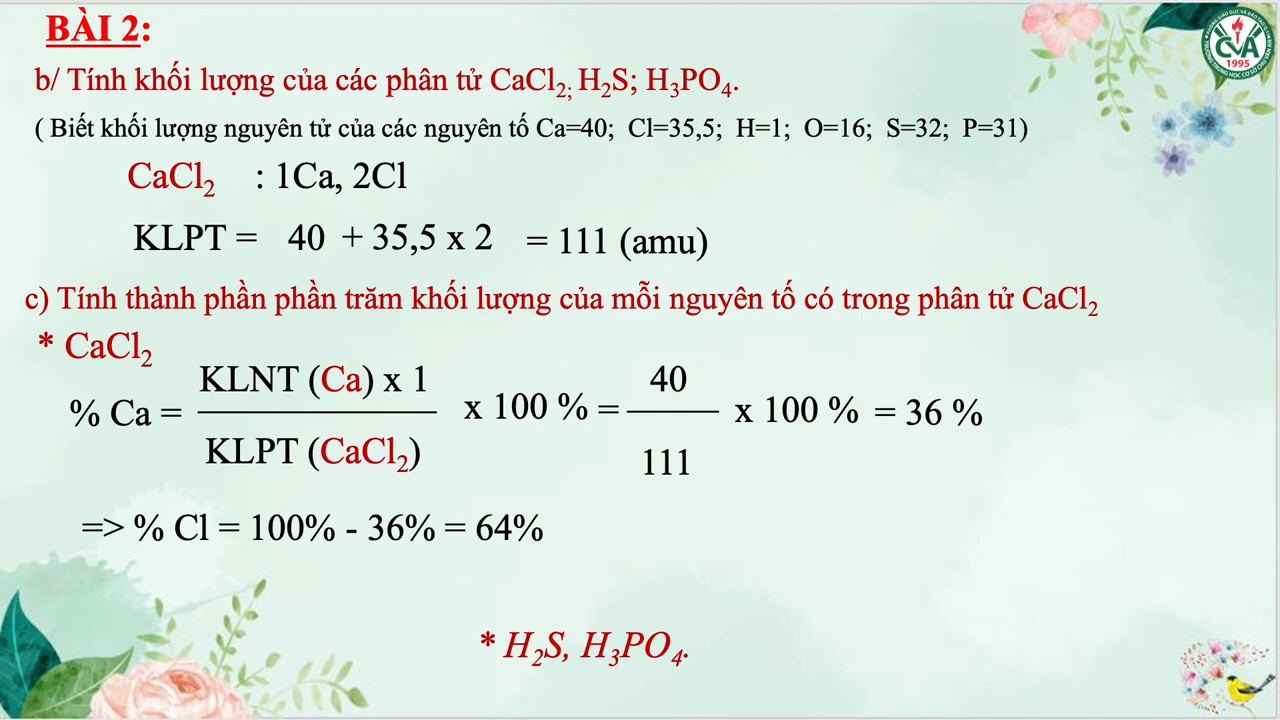 BÀI 2:
b/ Tính khối lượng của các phân tử CaCl₂; H₂S; H₃PO₄.
( Biết khối lượng nguyên tử của các nguyên tố Ca=40; Cl=35,5; H=1; O=16; S=32; P=31)
CaCl₂ : 1Ca, 2Cl
KLPT = 40 + 35,5 x 2 = 111 (amu)
c) Tính thành phần phần trăm khối lượng của mỗi nguyên tố có trong phân tử CaCl₂
* CaCl₂
KLNT (Ca) x 1 40
% Ca = x 100 % = x 100 % = 36 %
KLPT (CaCl₂) 111
=> % Cl = 100% - 36% = 64%
* H₂S, H₃PO₄.
CVA
1995